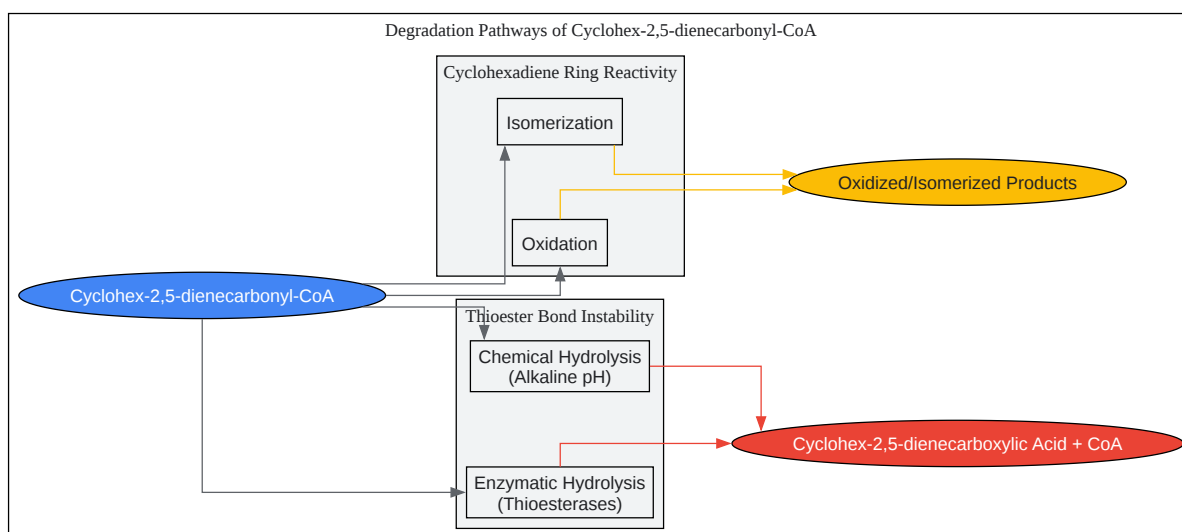 Degradation Pathways of Cyclohex-2,5-dienecarbonyl-CoA
Cyclohexadiene Ring Reactivity
Isomerization
Oxidized/Isomerized Products
Oxidation
Cyclohex-2,5-dienecarbonyl-CoA
Thioester Bond Instability
Chemical Hydrolysis
(Alkaline pH)
Cyclohex-2,5-dienecarboxylic Acid + CoA
Enzymatic Hydrolysis
(Thioesterases)